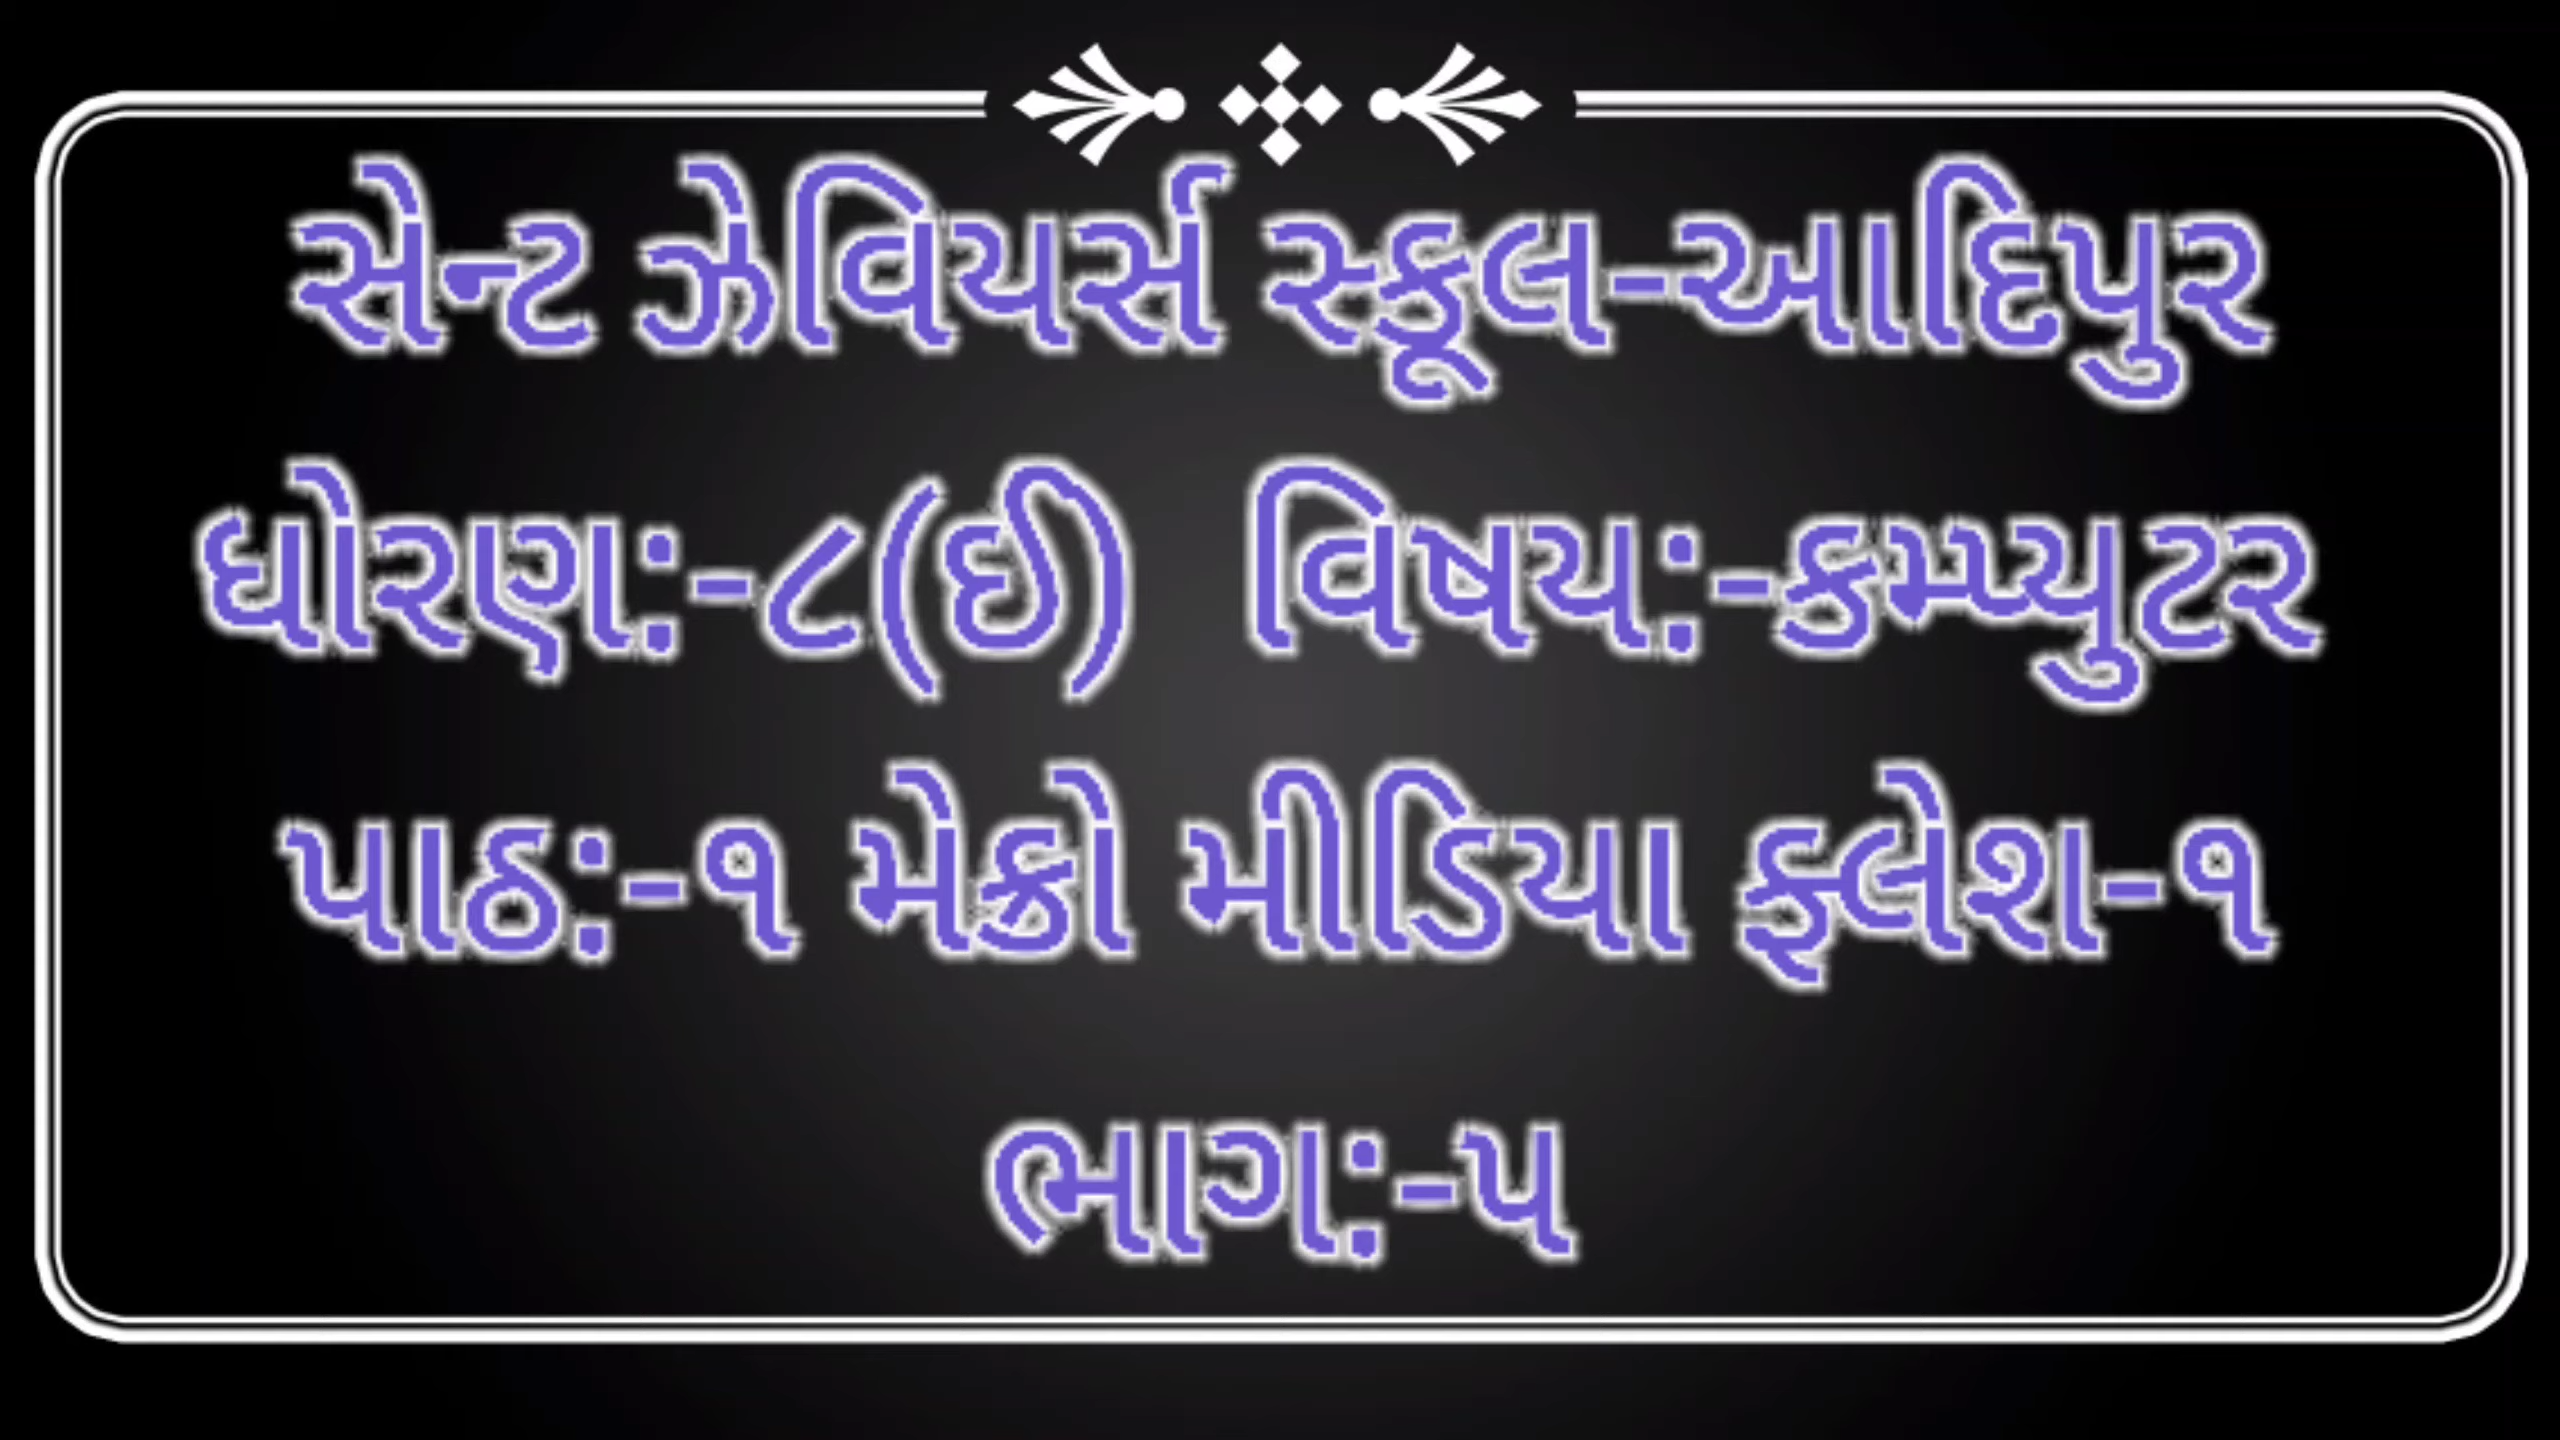 સેન્ટ ઝેવિયર્સ સ્કૂલ-આદિપુર
ધોરણ:-૮(ઈ) વિષય:-કમ્પ્યુટર
પાઠ:-૧ મેક્રો મીડિયા ફ્લેશ-૧
ભાગ:-૫